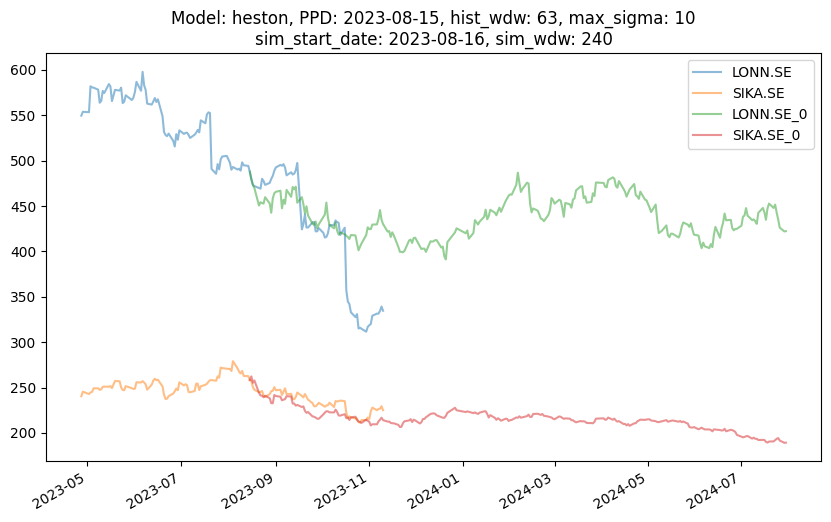 Model: heston, PPD: 2023-08-15, hist_wdw: 63, max_sigma: 10
sim_start_date: 2023-08-16, sim_wdw: 240
LONN.SE
SIKA.SE
LONN.SE_0
SIKA.SE_0
600
550
500
450
400
350
300
250
200
2023-05
2023-07
2023-09
2023-11
2024-01
2024-03
2024-05
2024-07